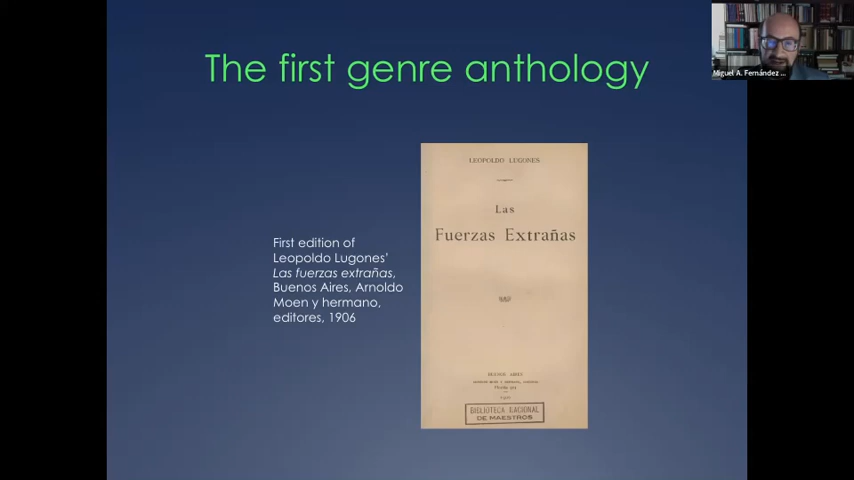 The first genre anthology
Miguel A. Fernández ...
First edition of
Leopoldo Lugones'
Las fuerzas extrañas,
Buenos Aires, Arnoldo
Moen y hermano,
editores, 1906
LEOPOLDO LUGONES
Las
Fuerzas Extrañas
BUENOS AIRES
1906
BIBLIOTECA NACIONAL
DE MAESTROS